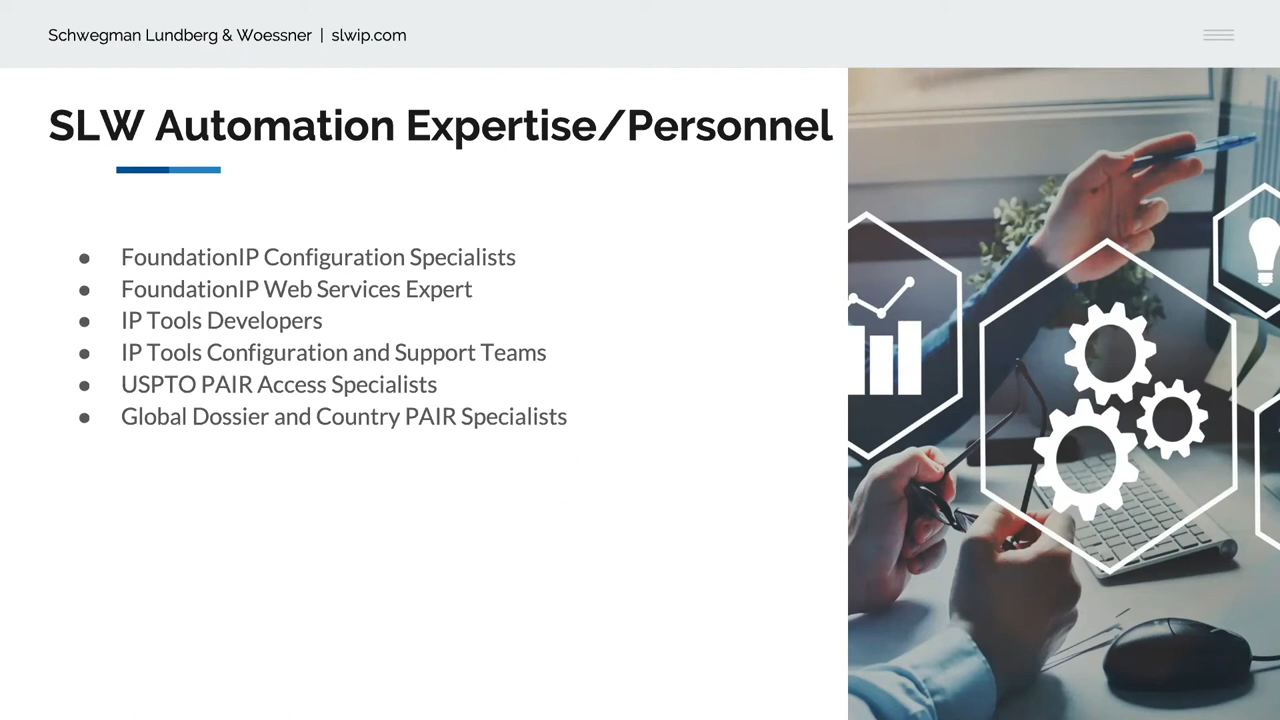 Schwegman Lundberg & Woessner | slwip.com
SLW Automation Expertise/Personnel
● FoundationIP Configuration Specialists
● FoundationIP Web Services Expert
● IP Tools Developers
● IP Tools Configuration and Support Teams
● USPTO PAIR Access Specialists
● Global Dossier and Country PAIR Specialists